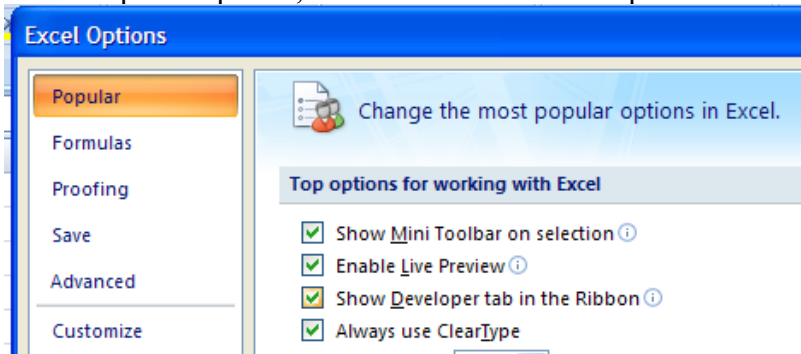 Excel Options
Popular
Change the most popular options in Excel.
Formulas
Top options for working with Excel
Proofing
Save
Show Mini Toolbar on selection
Enable Live Preview
Advanced
Show Developer tab in the Ribbon
Customize
Always use ClearType